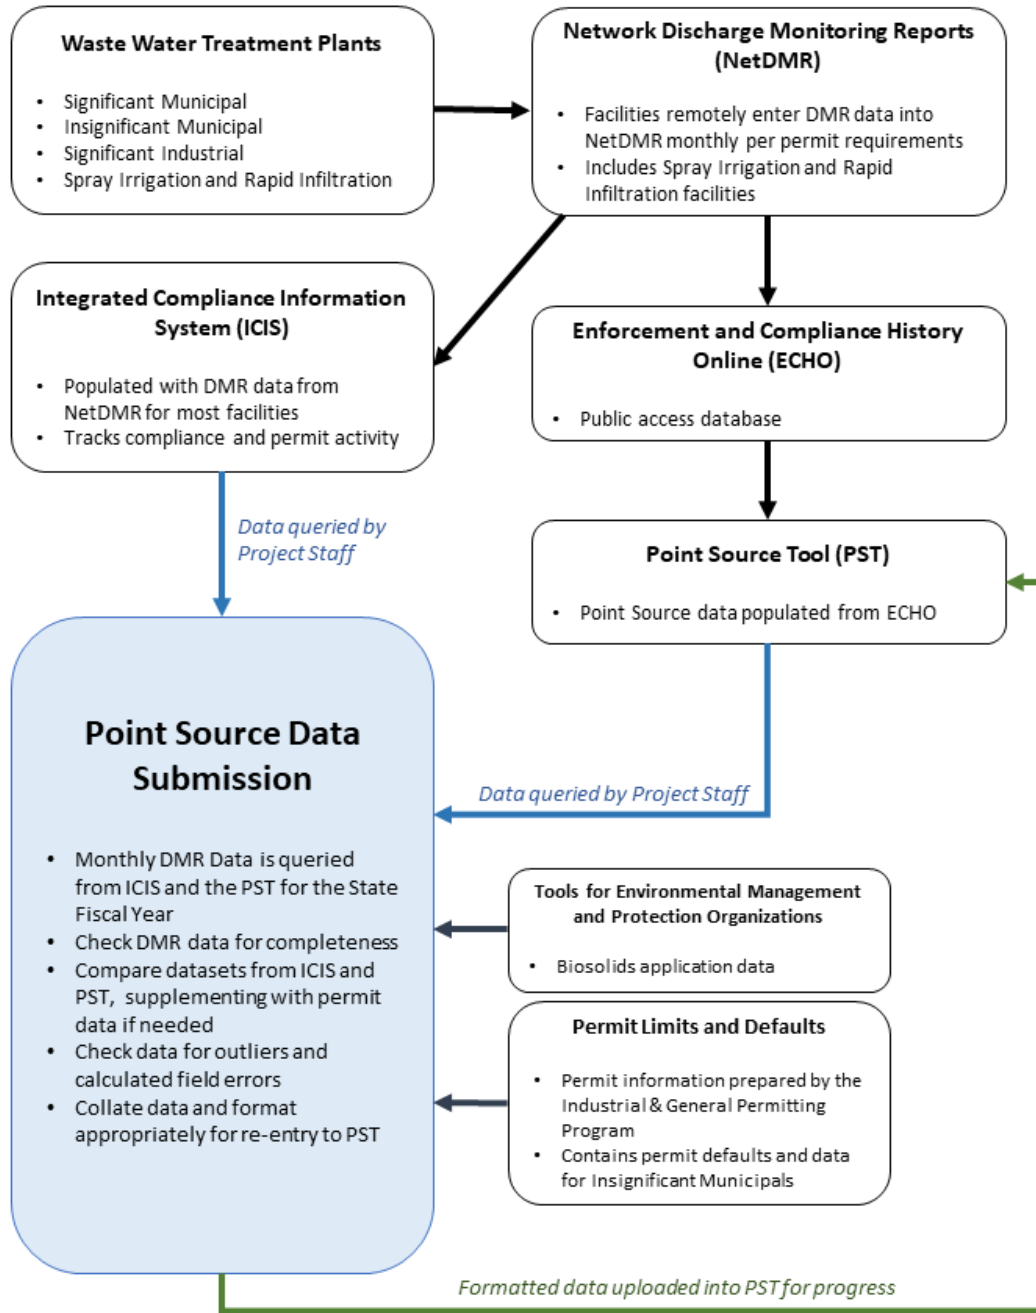 Waste Water Treatment Plants
• Significant Municipal
• Insignificant Municipal
• Significant Industrial
• Spray Irrigation and Rapid Infiltration
Network Discharge Monitoring Reports
(NetDMR)
• Facilities remotely enter DMR data into
NetDMR monthly per permit requirements
• Includes Spray Irrigation and Rapid
Infiltration facilities
Integrated Compliance Information
System (ICIS)
• Populated with DMR data from
NetDMR for most facilities
• Tracks compliance and permit activity
Enforcement and Compliance History
Online (ECHO)
• Public access database
Data queried by
Project Staff
Point Source Tool (PST)
• Point Source data populated from ECHO
Point Source Data
Submission
• Monthly DMR Data is queried
from ICIS and the PST for the State
Fiscal Year
• Check DMR data for completeness
• Compare datasets from ICIS and
PST, supplementing with permit
data if needed
• Check data for outliers and
calculated field errors
• Collate data and format
appropriately for re-entry to PST
Data queried by Project Staff
Tools for Environmental Management
and Protection Organizations
• Biosolids application data
Permit Limits and Defaults
• Permit information prepared by the
Industrial & General Permitting
Program
• Contains permit defaults and data
for Insignificant Municipals
Formatted data uploaded into PST for progress